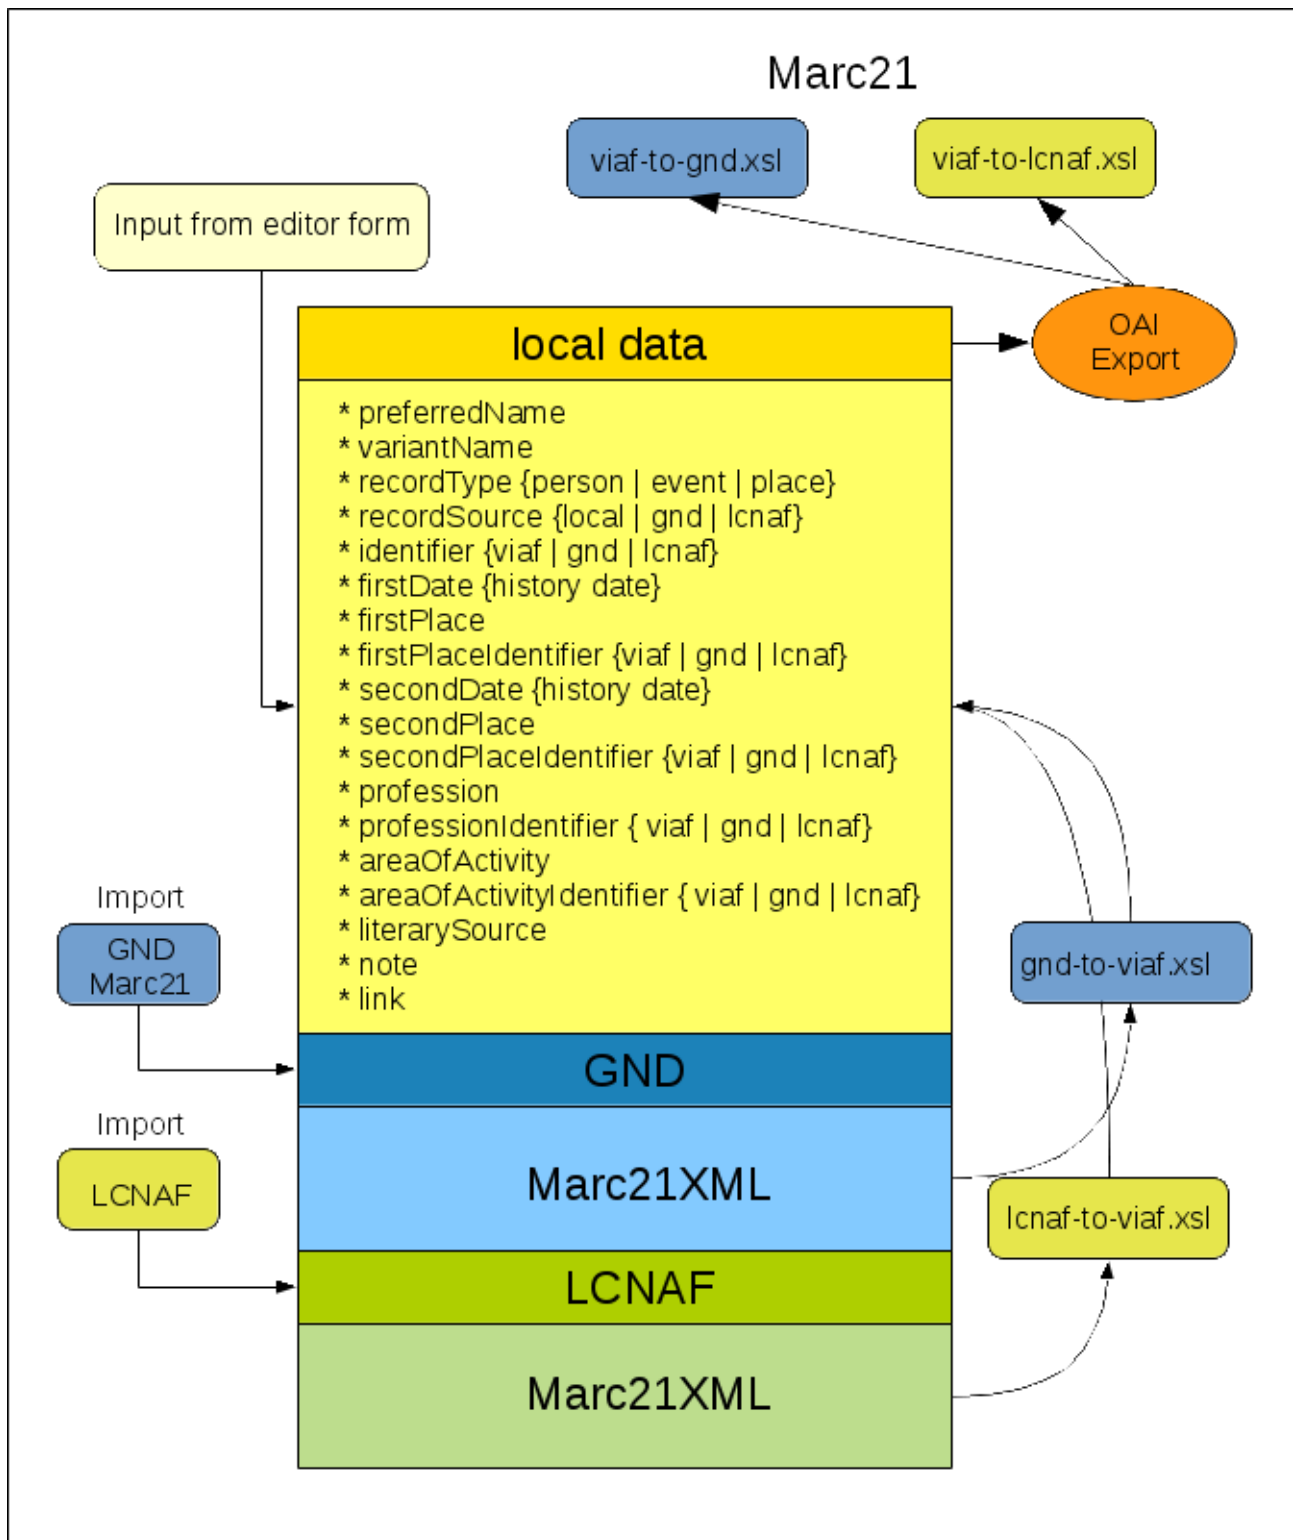 Marc21
viaf-to-gnd.xsl
viaf-to-lcnaf.xsl
Input from editor form
OAI
Export
local data
* preferredName
* variantName
* recordType {person | event | place}
* recordSource {local | gnd | lcnaf}
* identifier {viaf | gnd | lcnaf}
* firstDate {history date}
* firstPlace
* firstPlaceIdentifier {viaf | gnd | lcnaf}
* secondDate {history date}
* secondPlace
* secondPlaceIdentifier {viaf | gnd | lcnaf}
* profession
* professionIdentifier { viaf | gnd | lcnaf}
* areaOfActivity
* areaOfActivityIdentifier { viaf | gnd | lcnaf}
* literarySource
* note
* link
Import
GND
Marc21
gnd-to-viaf.xsl
GND
Import
LCNAF
Marc21XML
lcnaf-to-viaf.xsl
LCNAF
Marc21XML